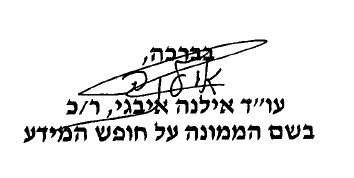 בברכה,
עו"ד אילנה איבגי, ר/כ
בשם הממונה על חופש המידע